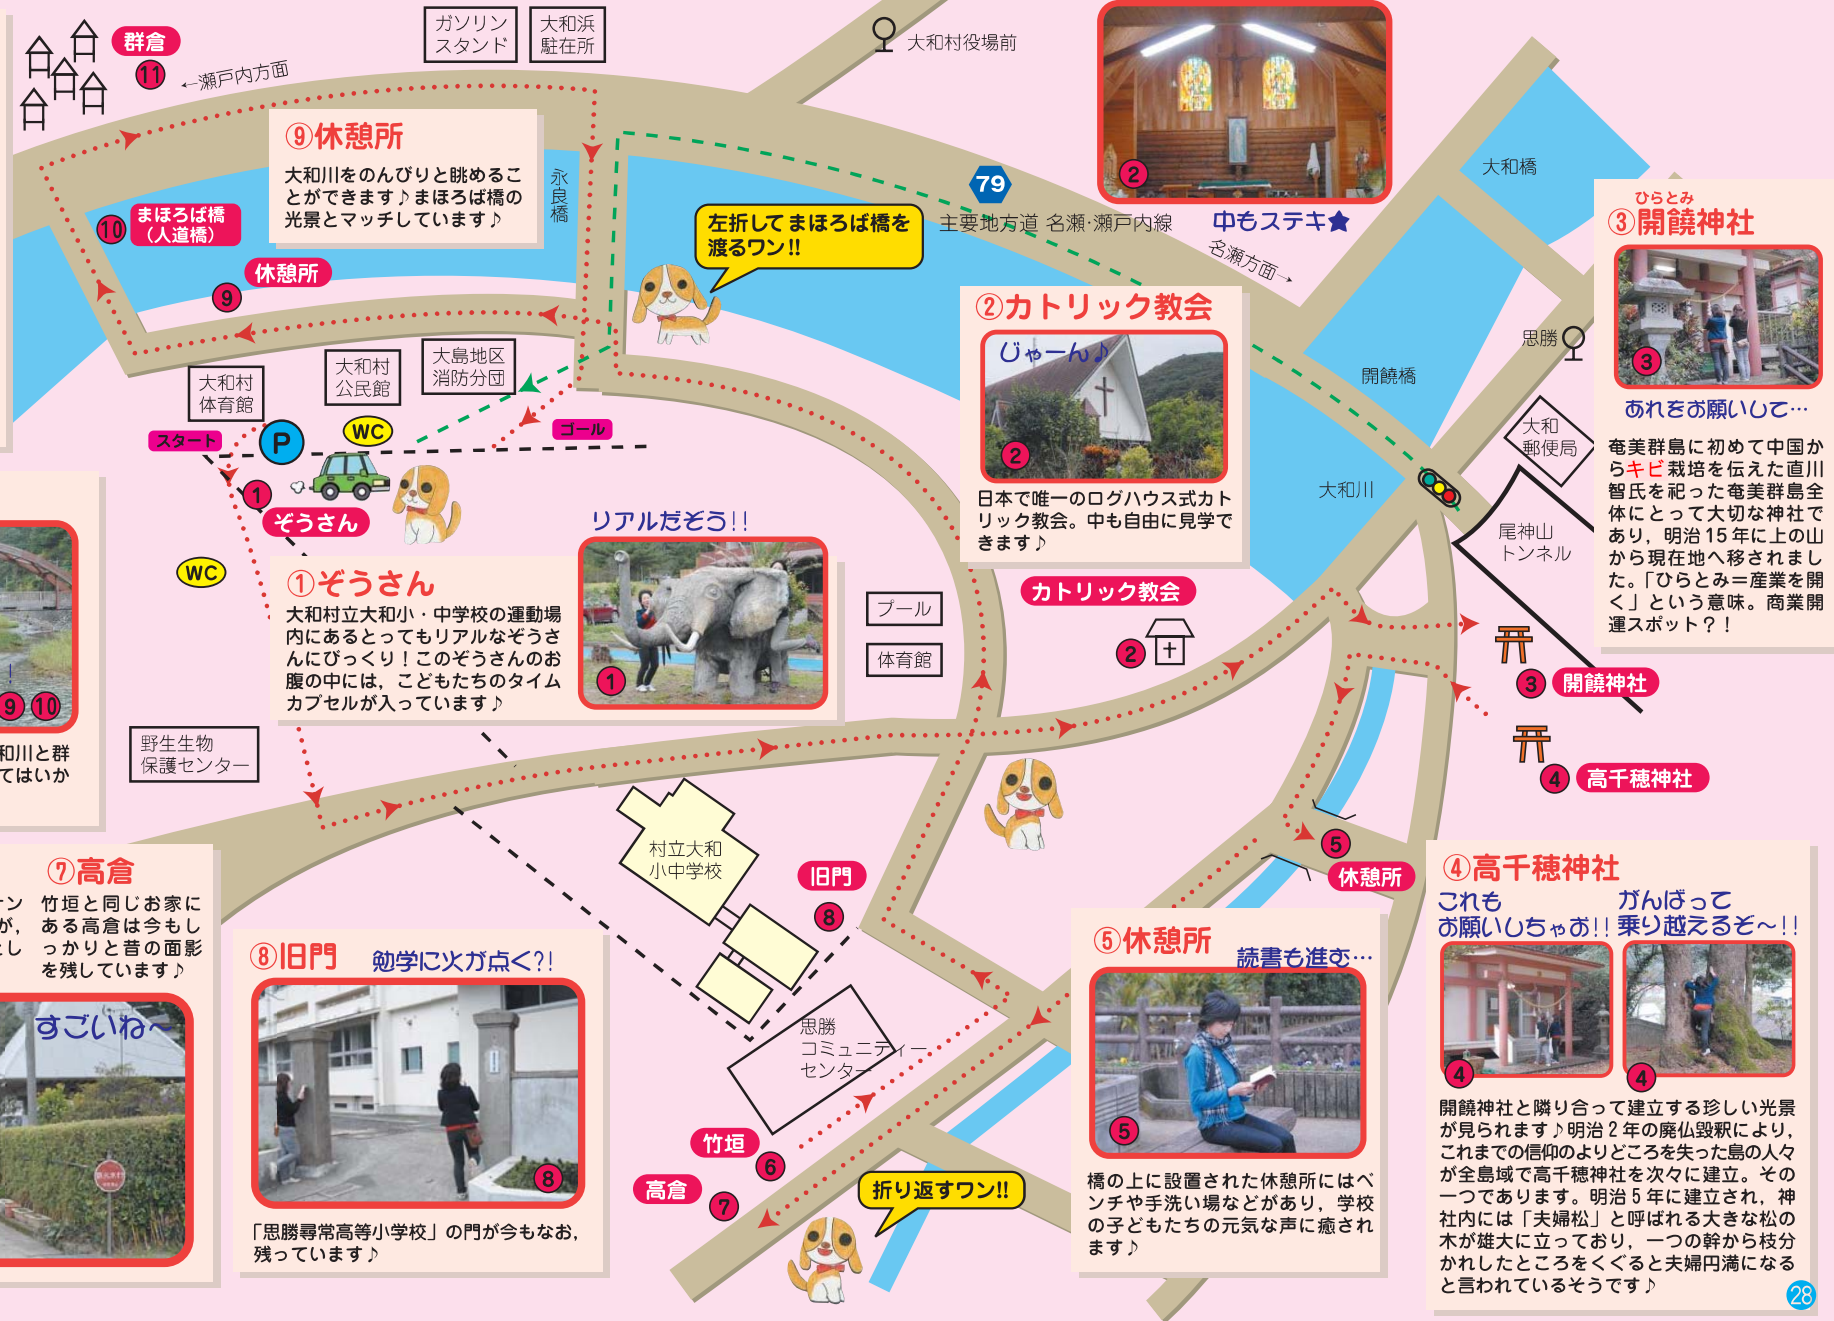 群倉
11
←瀬戸内方面
ガソリン
スタンド
大和浜
駐在所
大和村役場前
⑨休憩所
大和川をのんびりと眺めるこ
とができます♪まほろば橋の
光景とマッチしています♪
永良橋
10
まほろば橋
(人道橋)
休憩所
9
左折してまほろば橋を
渡るワン!!
79
主要地方道 名瀬・瀬戸内線
2
中もステキ★
名瀬方面→
大和橋
思勝
開饒橋
大和川
大和
郵便局
尾神山
トンネル
②カトリック教会
じゃーん♪
2
日本で唯一のログハウス式カト
リック教会。中も自由に見学で
きます♪
カトリック教会
2
ひらとみ
③開饒神社
3
あれをお願いして…
奄美群島に初めて中国か
らキビ栽培を伝えた直川
智氏を祀った奄美群島全
体にとって大切な神社で
あり，明治15年に上の山
から現在地へ移されまし
た。「ひらとみ＝産業を開
く」という意味。商業開
運スポット？！
3
開饒神社
4
高千穂神社
大和村
体育館
大和村
公民館
大島地区
消防分団
スタート
P
WC
ゴール
1
ぞうさん
WC
リアルだぞう!!
①ぞうさん
大和村立大和小・中学校の運動場
内にあるとってもリアルなぞうさ
んにびっくり！このぞうさんのお
腹の中には，こどもたちのタイム
カプセルが入っています♪
1
プール
体育館
9
10
和川と群
てはいか
野生生物
保護センター
村立大和
小中学校
旧門
8
5
休憩所
⑦高倉
竹垣と同じお家に
ある高倉は今もし
っかりと昔の面影
を残しています♪
ン
が，
とし
すごいね〜
⑧旧門
勉学に火が点く?!
8
「思勝尋常高等小学校」の門が今もなお，
残っています♪
思勝
コミュニティー
センター
竹垣
6
高倉
7
折り返すワン!!
⑤休憩所
読書も進む…
5
橋の上に設置された休憩所にはベ
ンチや手洗い場などがあり，学校
の子どもたちの元気な声に癒され
ます♪
④高千穂神社
これも
お願いしちゃお!!
がんばって
乗り越えるぞ〜!!
4
4
開饒神社と隣り合って建立する珍しい光景
が見られます♪明治２年の廃仏毀釈により，
これまでの信仰のよりどころを失った島の人々
が全島域で高千穂神社を次々に建立。その
一つであります。明治５年に建立され，神
社内には「夫婦松」と呼ばれる大きな松の
木が雄大に立っており，一つの幹から枝分
かれしたところをくぐると夫婦円満になる
と言われているそうです♪
28